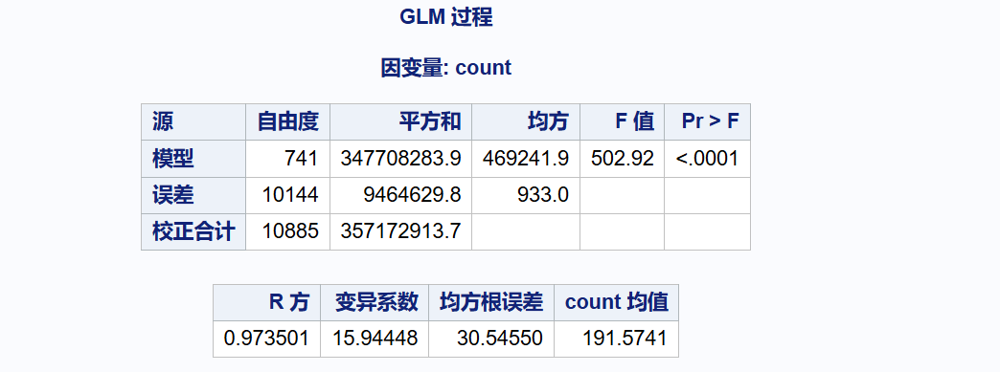 GLM 过程
因变量: count
源 自由度 平方和 均方 F 值 Pr > F
模型 741 347708283.9 469241.9 502.92 <.0001
误差 10144 9464629.8 933.0
校正合计 10885 357172913.7
R 方 变异系数 均方根误差 count 均值
0.973501 15.94448 30.54550 191.5741